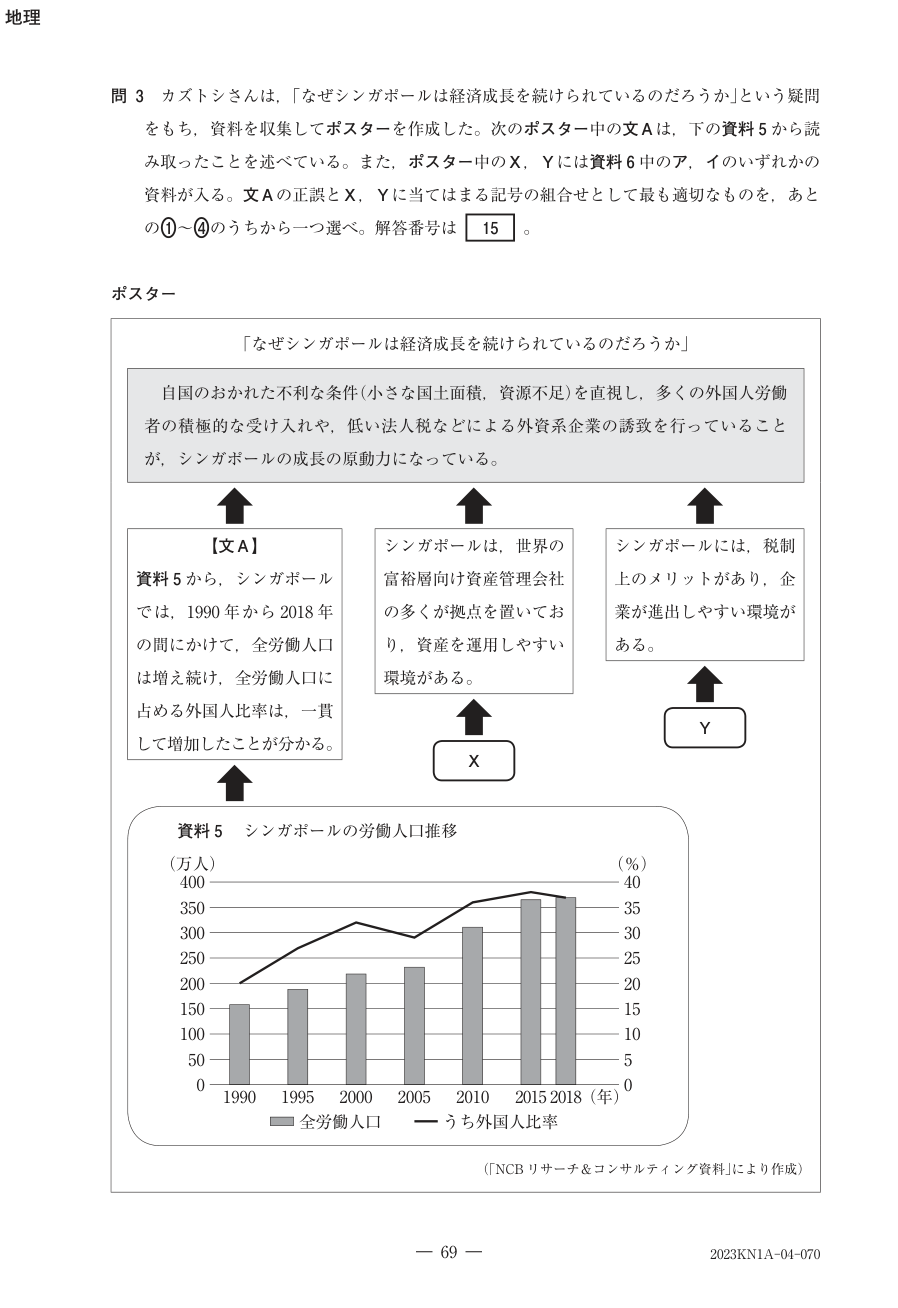 地理
問 3 カズトシさんは，「なぜシンガポールは経済成長を続けられているのだろうか」という疑問
をもち，資料を収集してポスターを作成した。次のポスター中の文Aは，下の資料5から読
み取ったことを述べている。また，ポスター中のX，Yには資料6中のア，イのいずれかの
資料が入る。文Aの正誤とX，Yに当てはまる記号の組合せとして最も適切なものを，あと
の①～④のうちから一つ選べ。解答番号は 15 。
ポスター
「なぜシンガポールは経済成長を続けられているのだろうか」
自国のおかれた不利な条件(小さな国土面積，資源不足)を直視し，多くの外国人労働
者の積極的な受け入れや，低い法人税などによる外資系企業の誘致を行っていること
が，シンガポールの成長の原動力になっている。
【文A】
資料5から，シンガポール
では，1990 年から 2018 年
の間にかけて，全労働人口
は増え続け，全労働人口に
占める外国人比率は，一貫
して増加したことが分かる。
シンガポールは，世界の
富裕層向け資産管理会社
の多くが拠点を置いてお
り，資産を運用しやすい
環境がある。
X
シンガポールには，税制
上のメリットがあり，企
業が進出しやすい環境が
ある。
Y
資料5 シンガポールの労働人口推移
(万人) (%)
400 40
350 35
300 30
250 25
200 20
150 15
100 10
50 5
0 0
1990 1995 2000 2005 2010 2015 2018 (年)
全労働人口 うち外国人比率
(「NCB リサーチ＆コンサルティング資料」により作成)
― 69 ―
2023KN1A-04-070